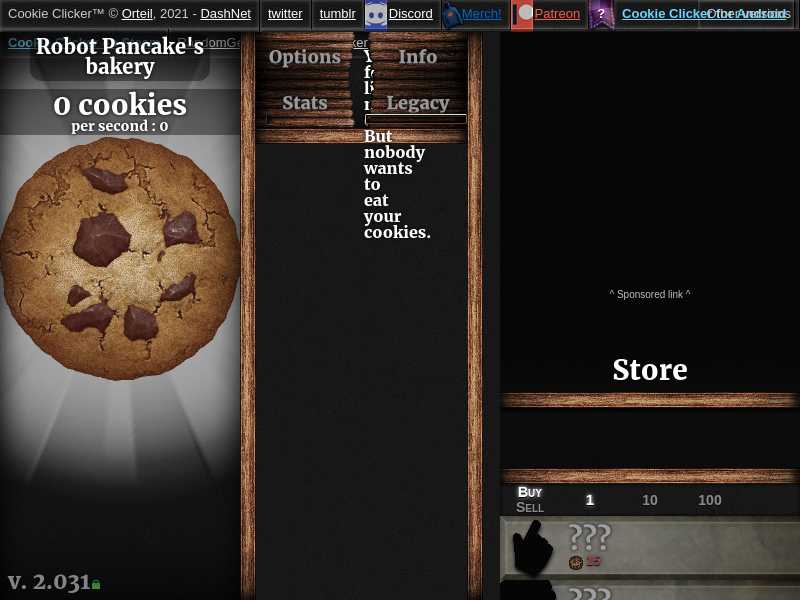 Cookie Clicker™ © Orteil, 2021 - DashNet
twitter
tumblr
Discord
Merch!
Patreon
?
Cookie Clicker for Android
Robot Pancake's
bakery
0 cookies
per second : 0
v. 2.031
Options
Info
Stats
Legacy
But
nobody
wants
to
eat
your
cookies.
^ Sponsored link ^
Store
Buy
Sell
1
10
100
???
15
???